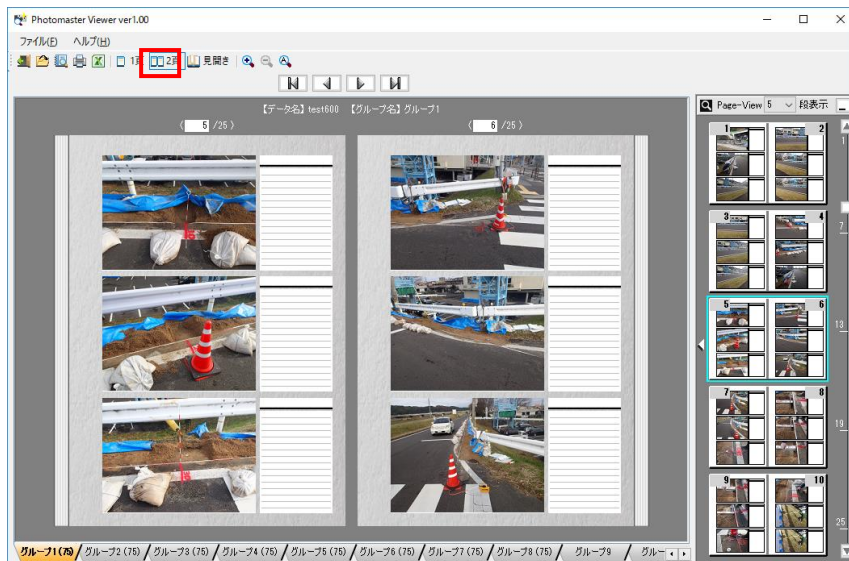 Photomaster Viewer ver1.00
ファイル(F) ヘルプ(H)
1頁 2頁 見開き
【データ名】test600 【グループ名】グループ1
( 5 /25 ) ( 6 /25 )
Page-View 5 段表示
1 2
1
3 4
7
5 6
13
7 8
19
9 10
25
グループ1(75) グループ2 (75) グループ3 (75) グループ4 (75) グループ5 (75) グループ6 (75) グループ7 (75) グループ8 (75) グループ9 グルー